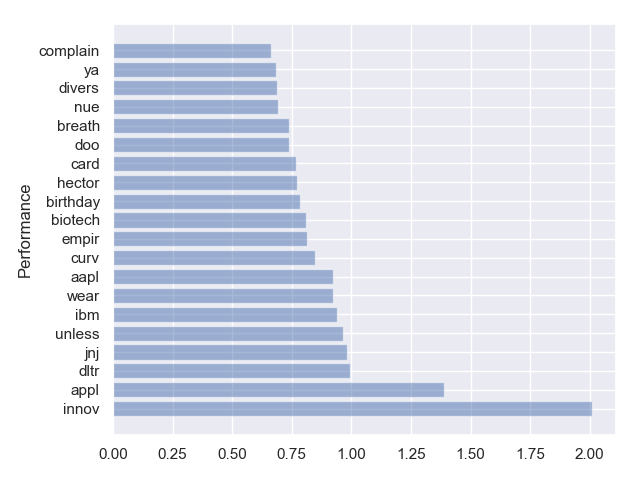 complain
ya
divers
nue
breath
doo
card
hector
birthday
biotech
empir
curv
aapl
wear
ibm
unless
jnj
dltr
appl
innov
Performance
0.00 0.25 0.50 0.75 1.00 1.25 1.50 1.75 2.00